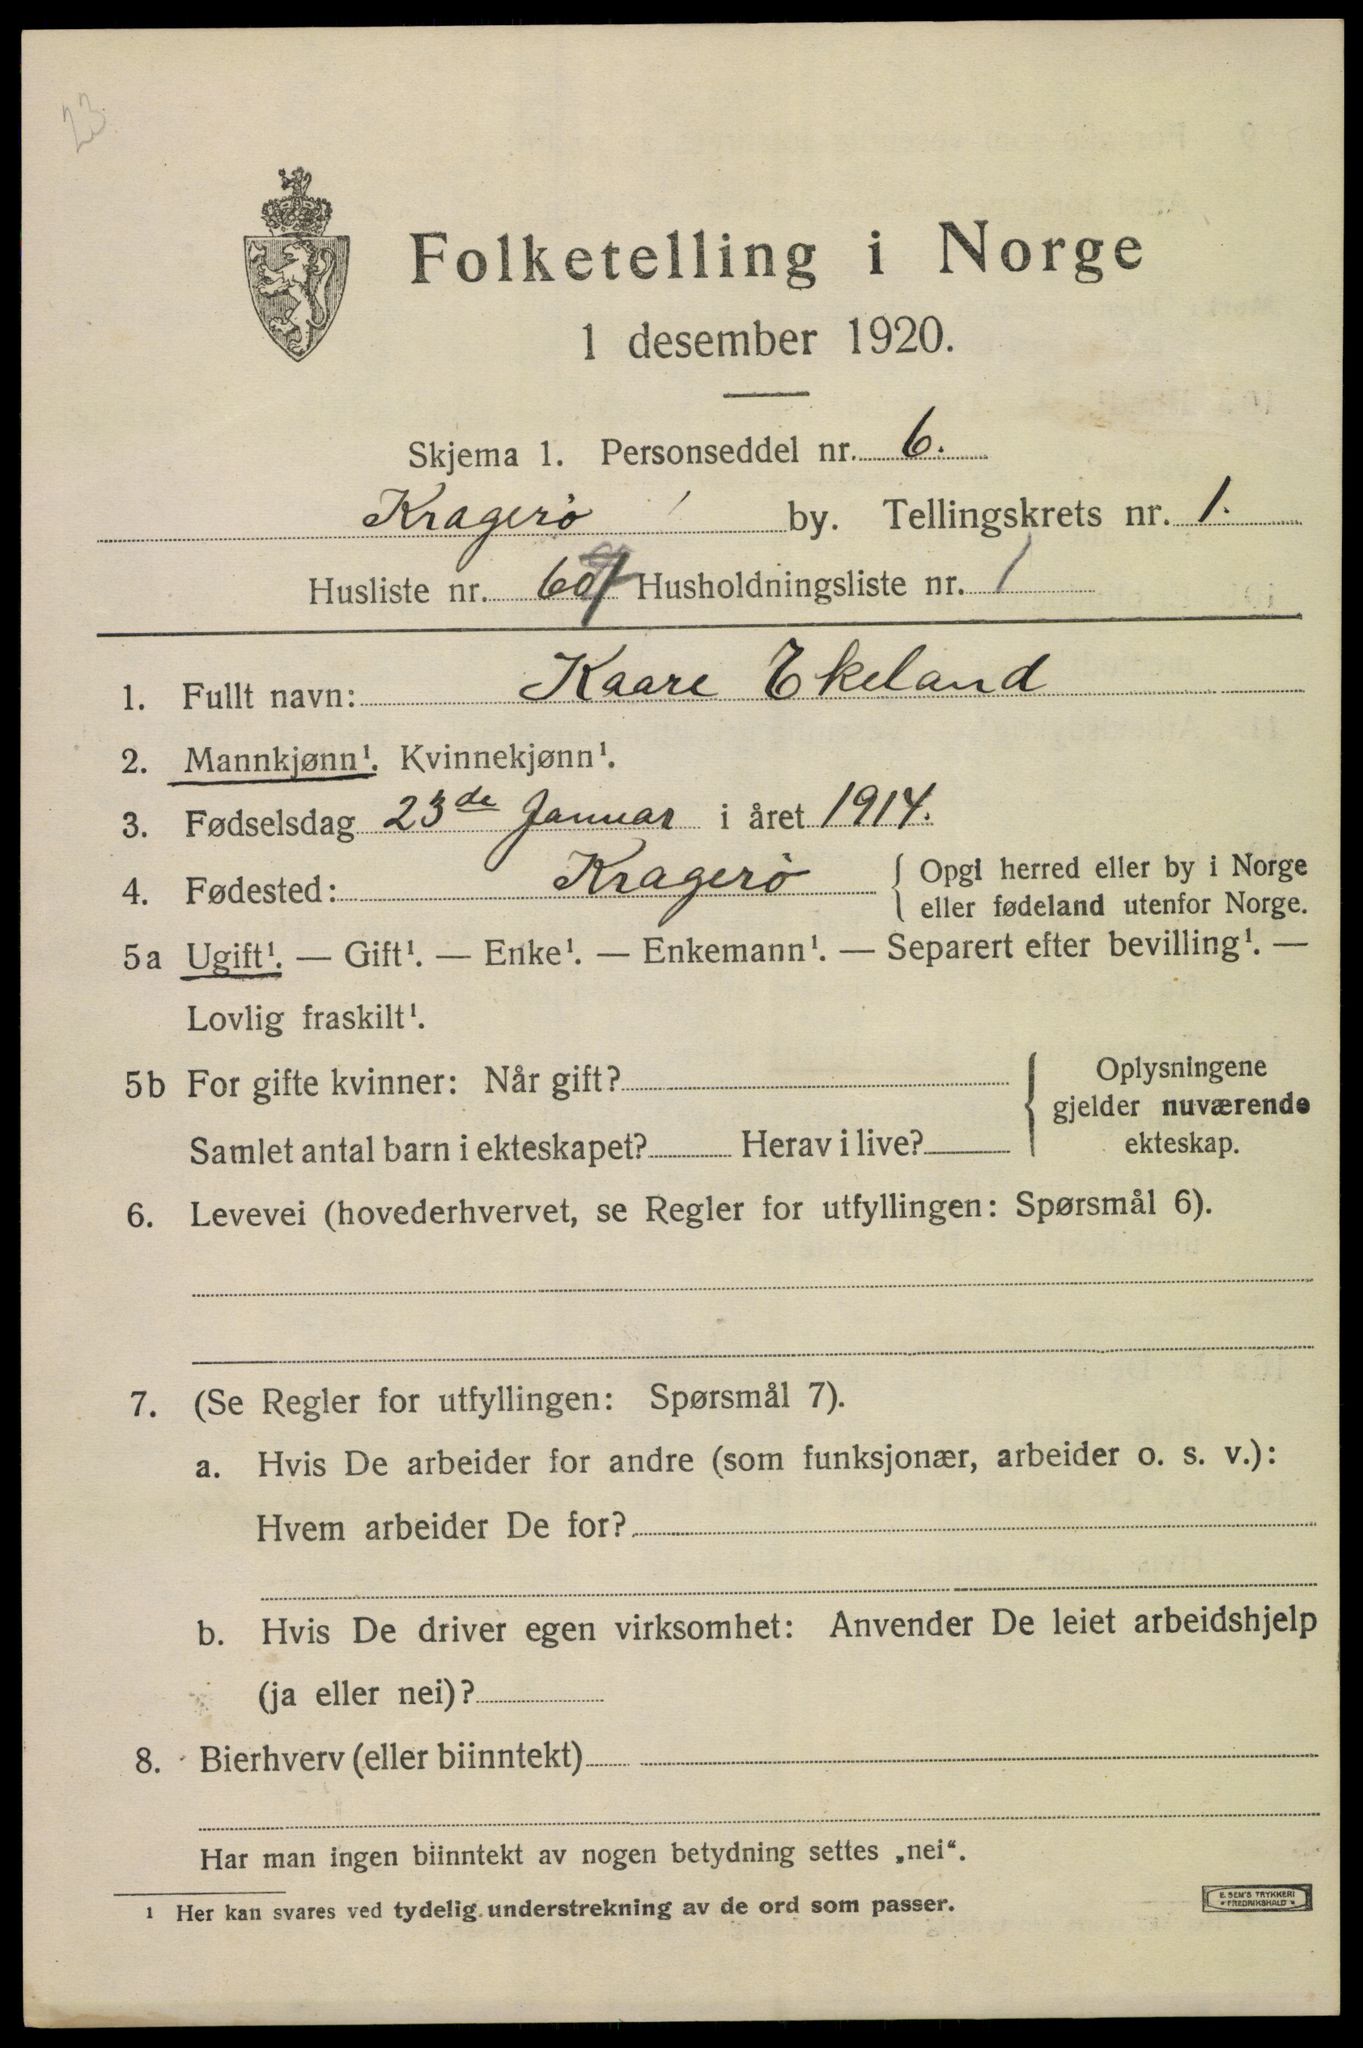 23
Folketelling i Norge
1 desember 1920.
Skjema 1. Personseddel nr. 6.
Kragerö by. Tellingskrets nr. 1.
Husliste nr. 60 Husholdningsliste nr. 1
1. Fullt navn: Kaare Ekeland
2. Mannkjønn¹. Kvinnekjønn¹.
3. Fødselsdag 23de Januar i året 1914.
4. Fødested: Kragerö { Opgi herred eller by i Norge
eller fødeland utenfor Norge.
5a Ugift¹. — Gift¹. — Enke¹. — Enkemann¹. — Separert efter bevilling¹. —
Lovlig fraskilt¹.
5b For gifte kvinner: Når gift? { Oplysningene
gjelder nuværende
Samlet antal barn i ekteskapet? Herav i live? ekteskap.
6. Levevei (hovederhvervet, se Regler for utfyllingen: Spørsmål 6).
7. (Se Regler for utfyllingen: Spørsmål 7).
a. Hvis De arbeider for andre (som funksjonær, arbeider o. s. v.):
Hvem arbeider De for?
b. Hvis De driver egen virksomhet: Anvender De leiet arbeidshjelp
(ja eller nei)?
8. Bierhverv (eller biinntekt)
Har man ingen biinntekt av nogen betydning settes „nei“.
¹ Her kan svares ved tydelig understrekning av de ord som passer.
E. SEM'S TRYKKERI
FREDRIKSHALD